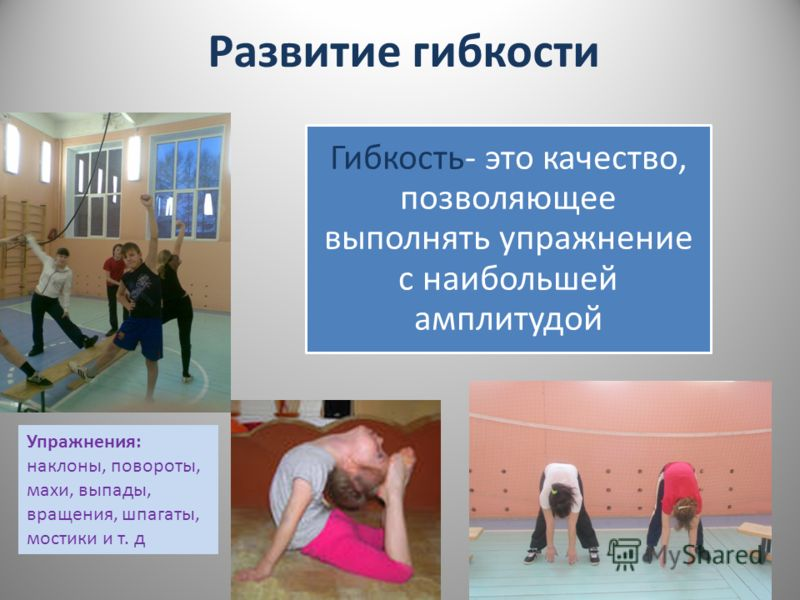 Развитие гибкости
Гибкость- это качество,
позволяющее
выполнять упражнение
с наибольшей
амплитудой
Упражнения:
наклоны, повороты,
махи, выпады,
вращения, шпагаты,
мостики и т. д
MyShared